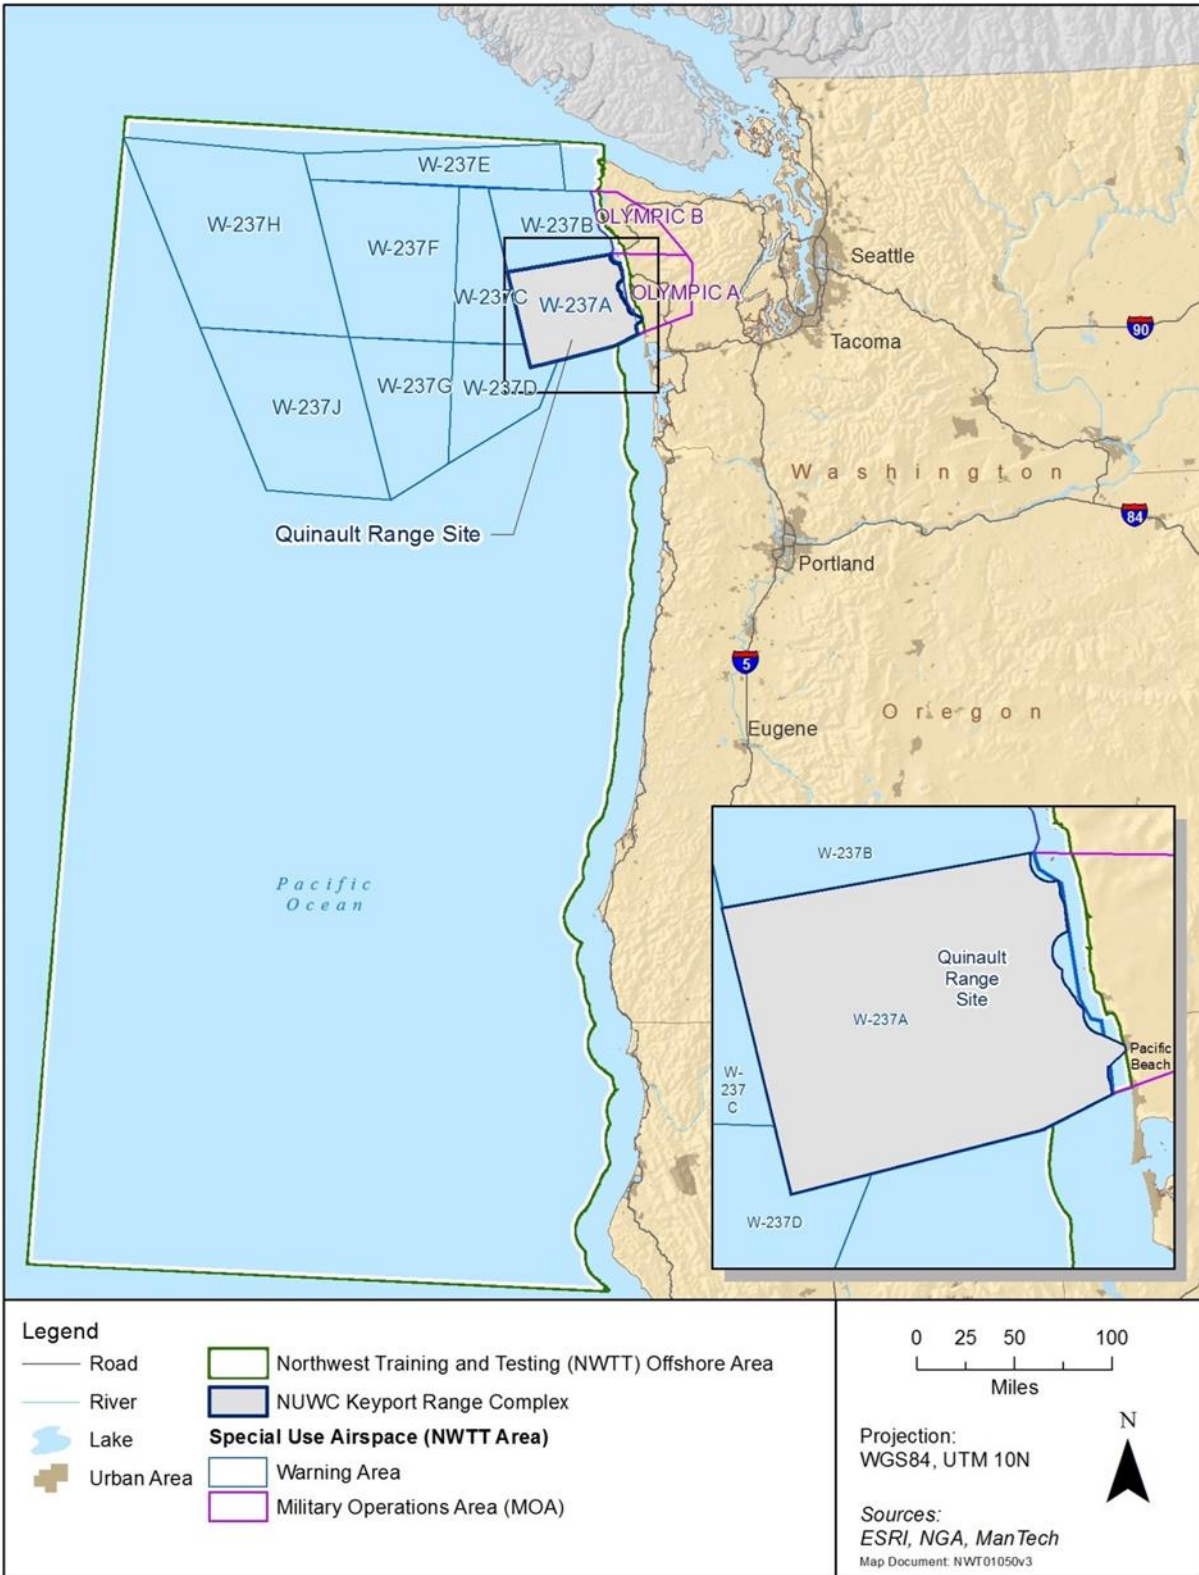 W-237E
W-237H
W-237F
W-237B
OLYMPIC B
W-237C
W-237A
OLYMPIC A
W-237J
W-237G
W-237D
Seattle
Tacoma
90
Washington
84
Quinault Range Site
Portland
5
Oregon
Eugene
Pacific
Ocean
W-237B
Quinault
Range
Site
W-237A
Pacific
Beach
W-
237
C
W-237D
Legend
Road
River
Lake
Urban Area
Northwest Training and Testing (NWTT) Offshore Area
NUWC Keyport Range Complex
Special Use Airspace (NWTT Area)
Warning Area
Military Operations Area (MOA)
0 25 50 100
Miles
N
Projection:
WGS84, UTM 10N
Sources:
ESRI, NGA, ManTech
Map Document: NWT01050v3